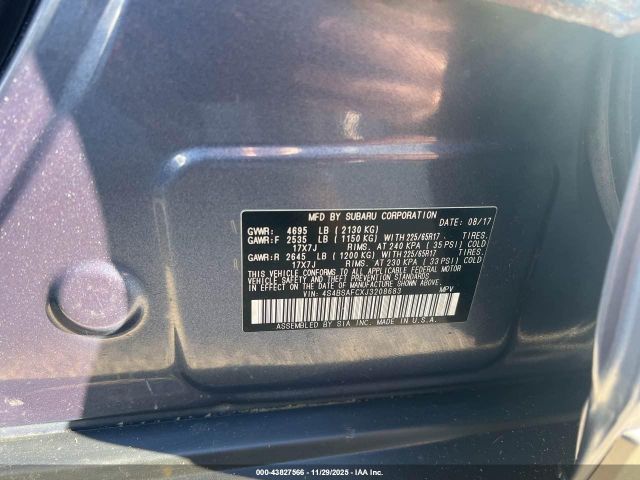 MFD BY SUBARU CORPORATION
GVWR: 4695 LB ( 2130 KG) DATE: 08/17
GAWR:F 2535 LB ( 1150 KG) WITH 225/65R17 TIRES.
17X7J RIMS. AT 240 KPA ( 35 PSI) COLD
GAWR:R 2645 LB ( 1200 KG) WITH 225/65R17 TIRES.
17X7J RIMS. AT 230 KPA ( 33 PSI) COLD
THIS VEHICLE CONFORMS TO ALL APPLICABLE FEDERAL MOTOR
VEHICLE SAFETY, BUMPER, AND THEFT PREVENTION STANDARDS
IN EFFECT ON THE DATE OF MANUFACTURE SHOWN ABOVE.
VIN: 4S4BSAFCXJ3208683 MPV
ASSEMBLED BY SIA INC. MADE IN U.S.A.
000-43827566 | 11/29/2025 | IAA Inc.